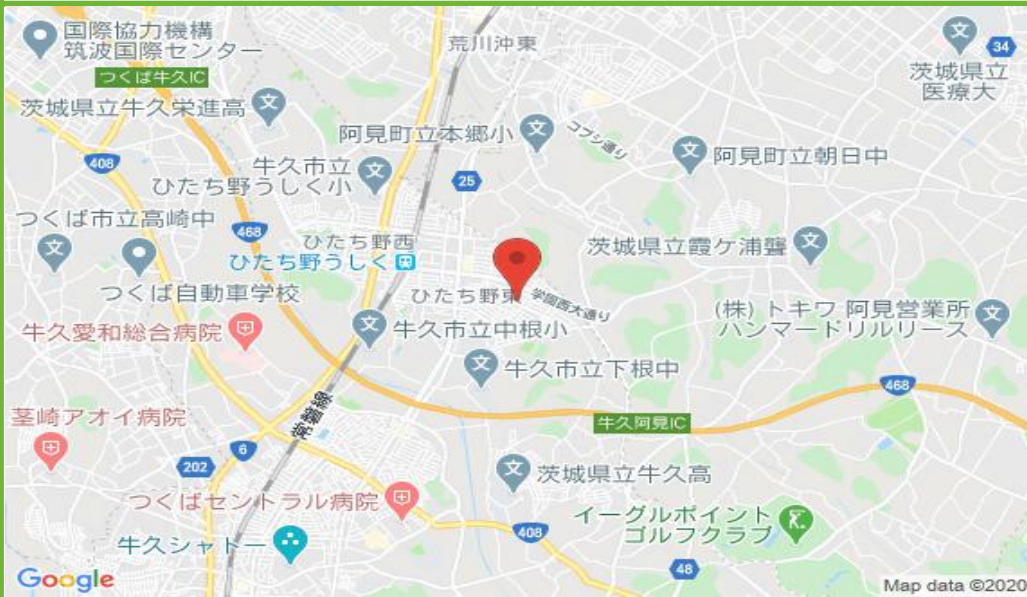 国際協力機構
筑波国際センター
荒川沖東
34
茨城県立
医療大
つくば牛久IC
茨城県立牛久栄進高
阿見町立本郷小
コブシ通り
阿見町立朝日中
408
牛久市立
ひたち野うしく小
25
つくば市立高崎中
468
ひたち野西
ひたち野うしく
茨城県立霞ケ浦聾
つくば自動車学校
ひたち野東
学園西大通り
(株)トキワ 阿見営業所
ハンマードリルリース
牛久愛和総合病院
牛久市立中根小
牛久市立下根中
468
茎崎アオイ病院
常磐線
牛久阿見IC
6
202
茨城県立牛久高
つくばセントラル病院
イーグルポイント
ゴルフクラブ
408
牛久シャトー
48
Google
Map data ©2020